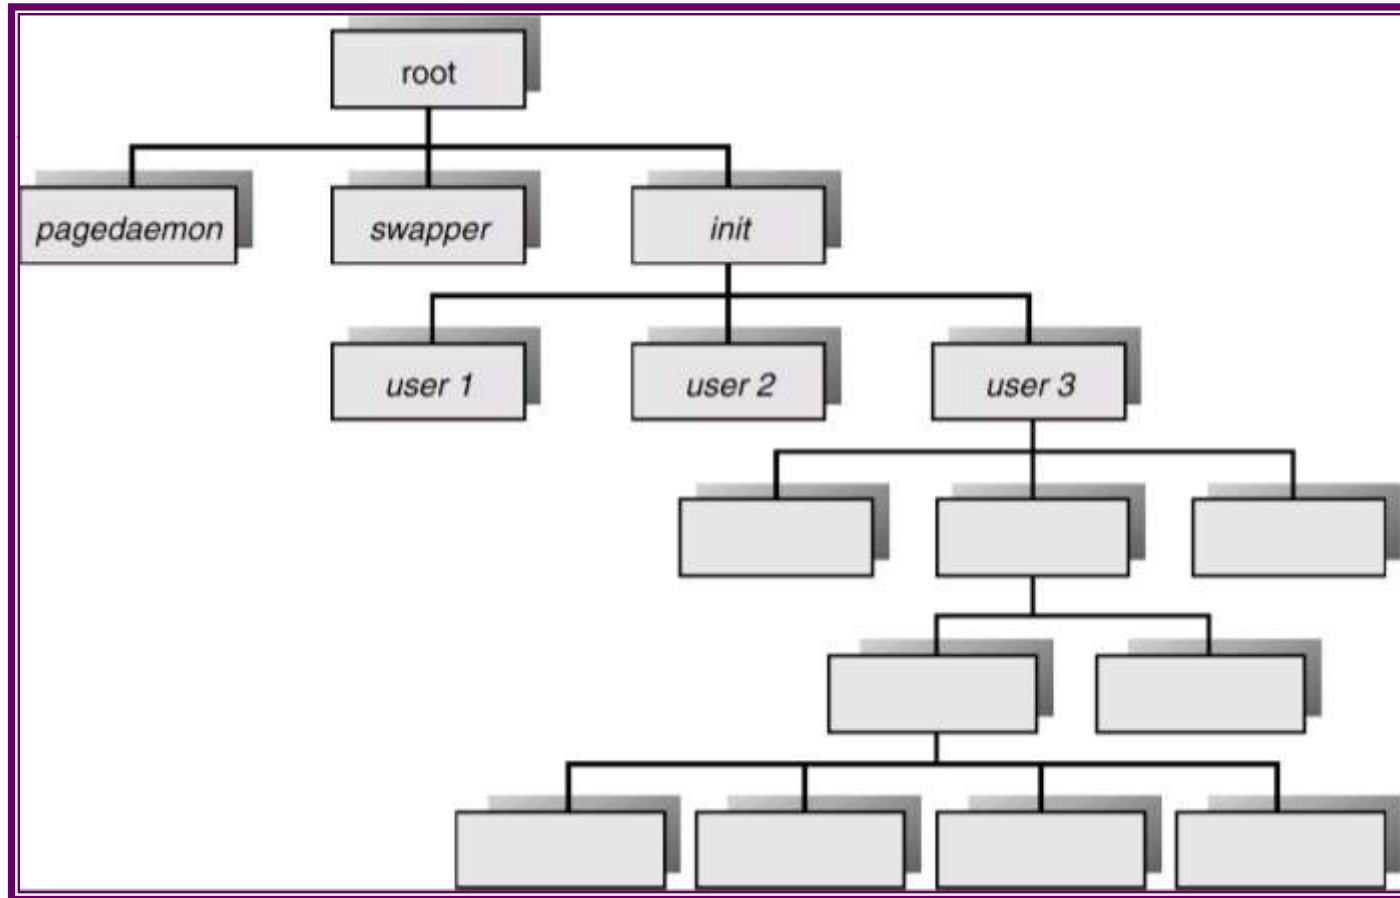 root
pagedaemon
swapper
init
user 1
user 2
user 3